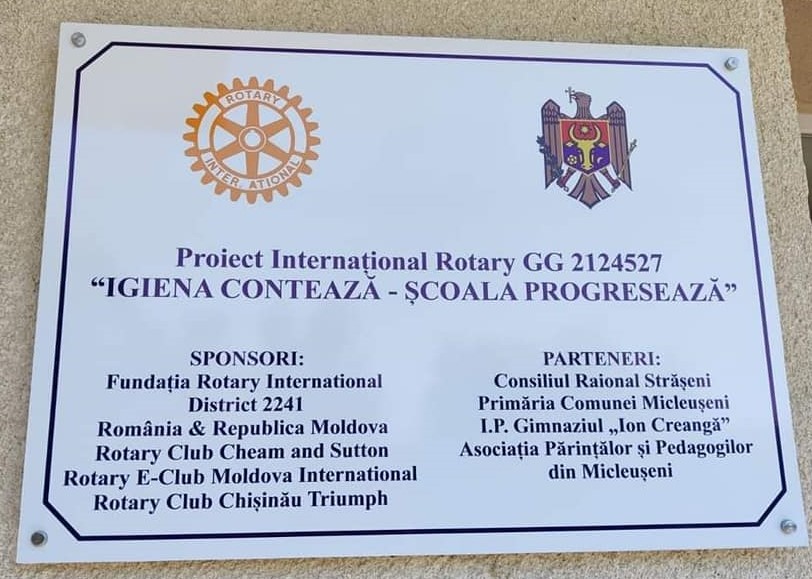 ROTARY
INTERNATIONAL
Proiect Internațional Rotary GG 2124527
“IGIENA CONTEAZĂ - ȘCOALA PROGRESEAZĂ”
SPONSORI:
Fundația Rotary International
District 2241
România & Republica Moldova
Rotary Club Cheam and Sutton
Rotary E-Club Moldova International
Rotary Club Chișinău Triumph
PARTENERI:
Consiliul Raional Strășeni
Primăria Comunei Micleușeni
I.P. Gimnaziul „Ion Creangă”
Asociația Părinților și Pedagogilor
din Micleușeni